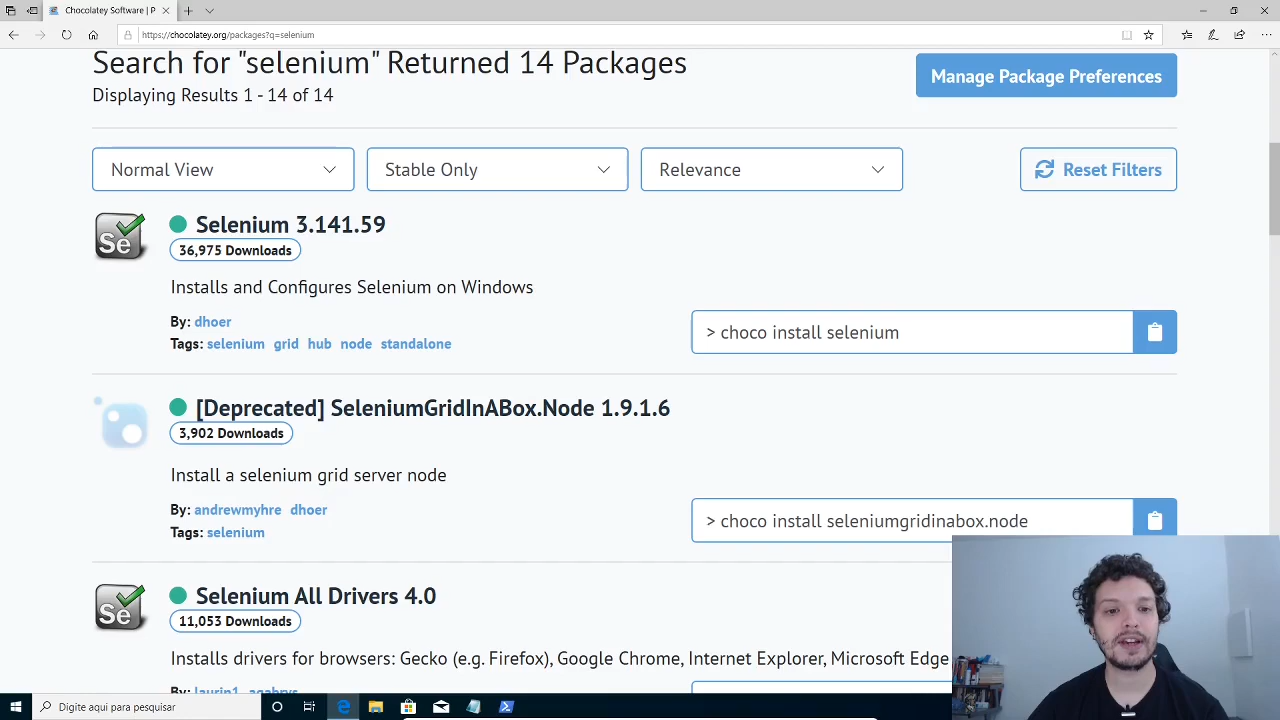 Chocolatey Software | P
https://chocolatey.org/packages?q=selenium
Search for "selenium" Returned 14 Packages
Manage Package Preferences
Displaying Results 1 - 14 of 14
Normal View
Stable Only
Relevance
Reset Filters
Se
Selenium 3.141.59
36,975 Downloads
Installs and Configures Selenium on Windows
By: dhoer
Tags: selenium grid hub node standalone
> choco install selenium
[Deprecated] SeleniumGridInABox.Node 1.9.1.6
3,902 Downloads
Install a selenium grid server node
By: andrewmyhre dhoer
Tags: selenium
> choco install seleniumgridinabox.node
Se
Selenium All Drivers 4.0
11,053 Downloads
Installs drivers for browsers: Gecko (e.g. Firefox), Google Chrome, Internet Explorer, Microsoft Edge
By: laurin1 agabrys
Digite aqui para pesquisar